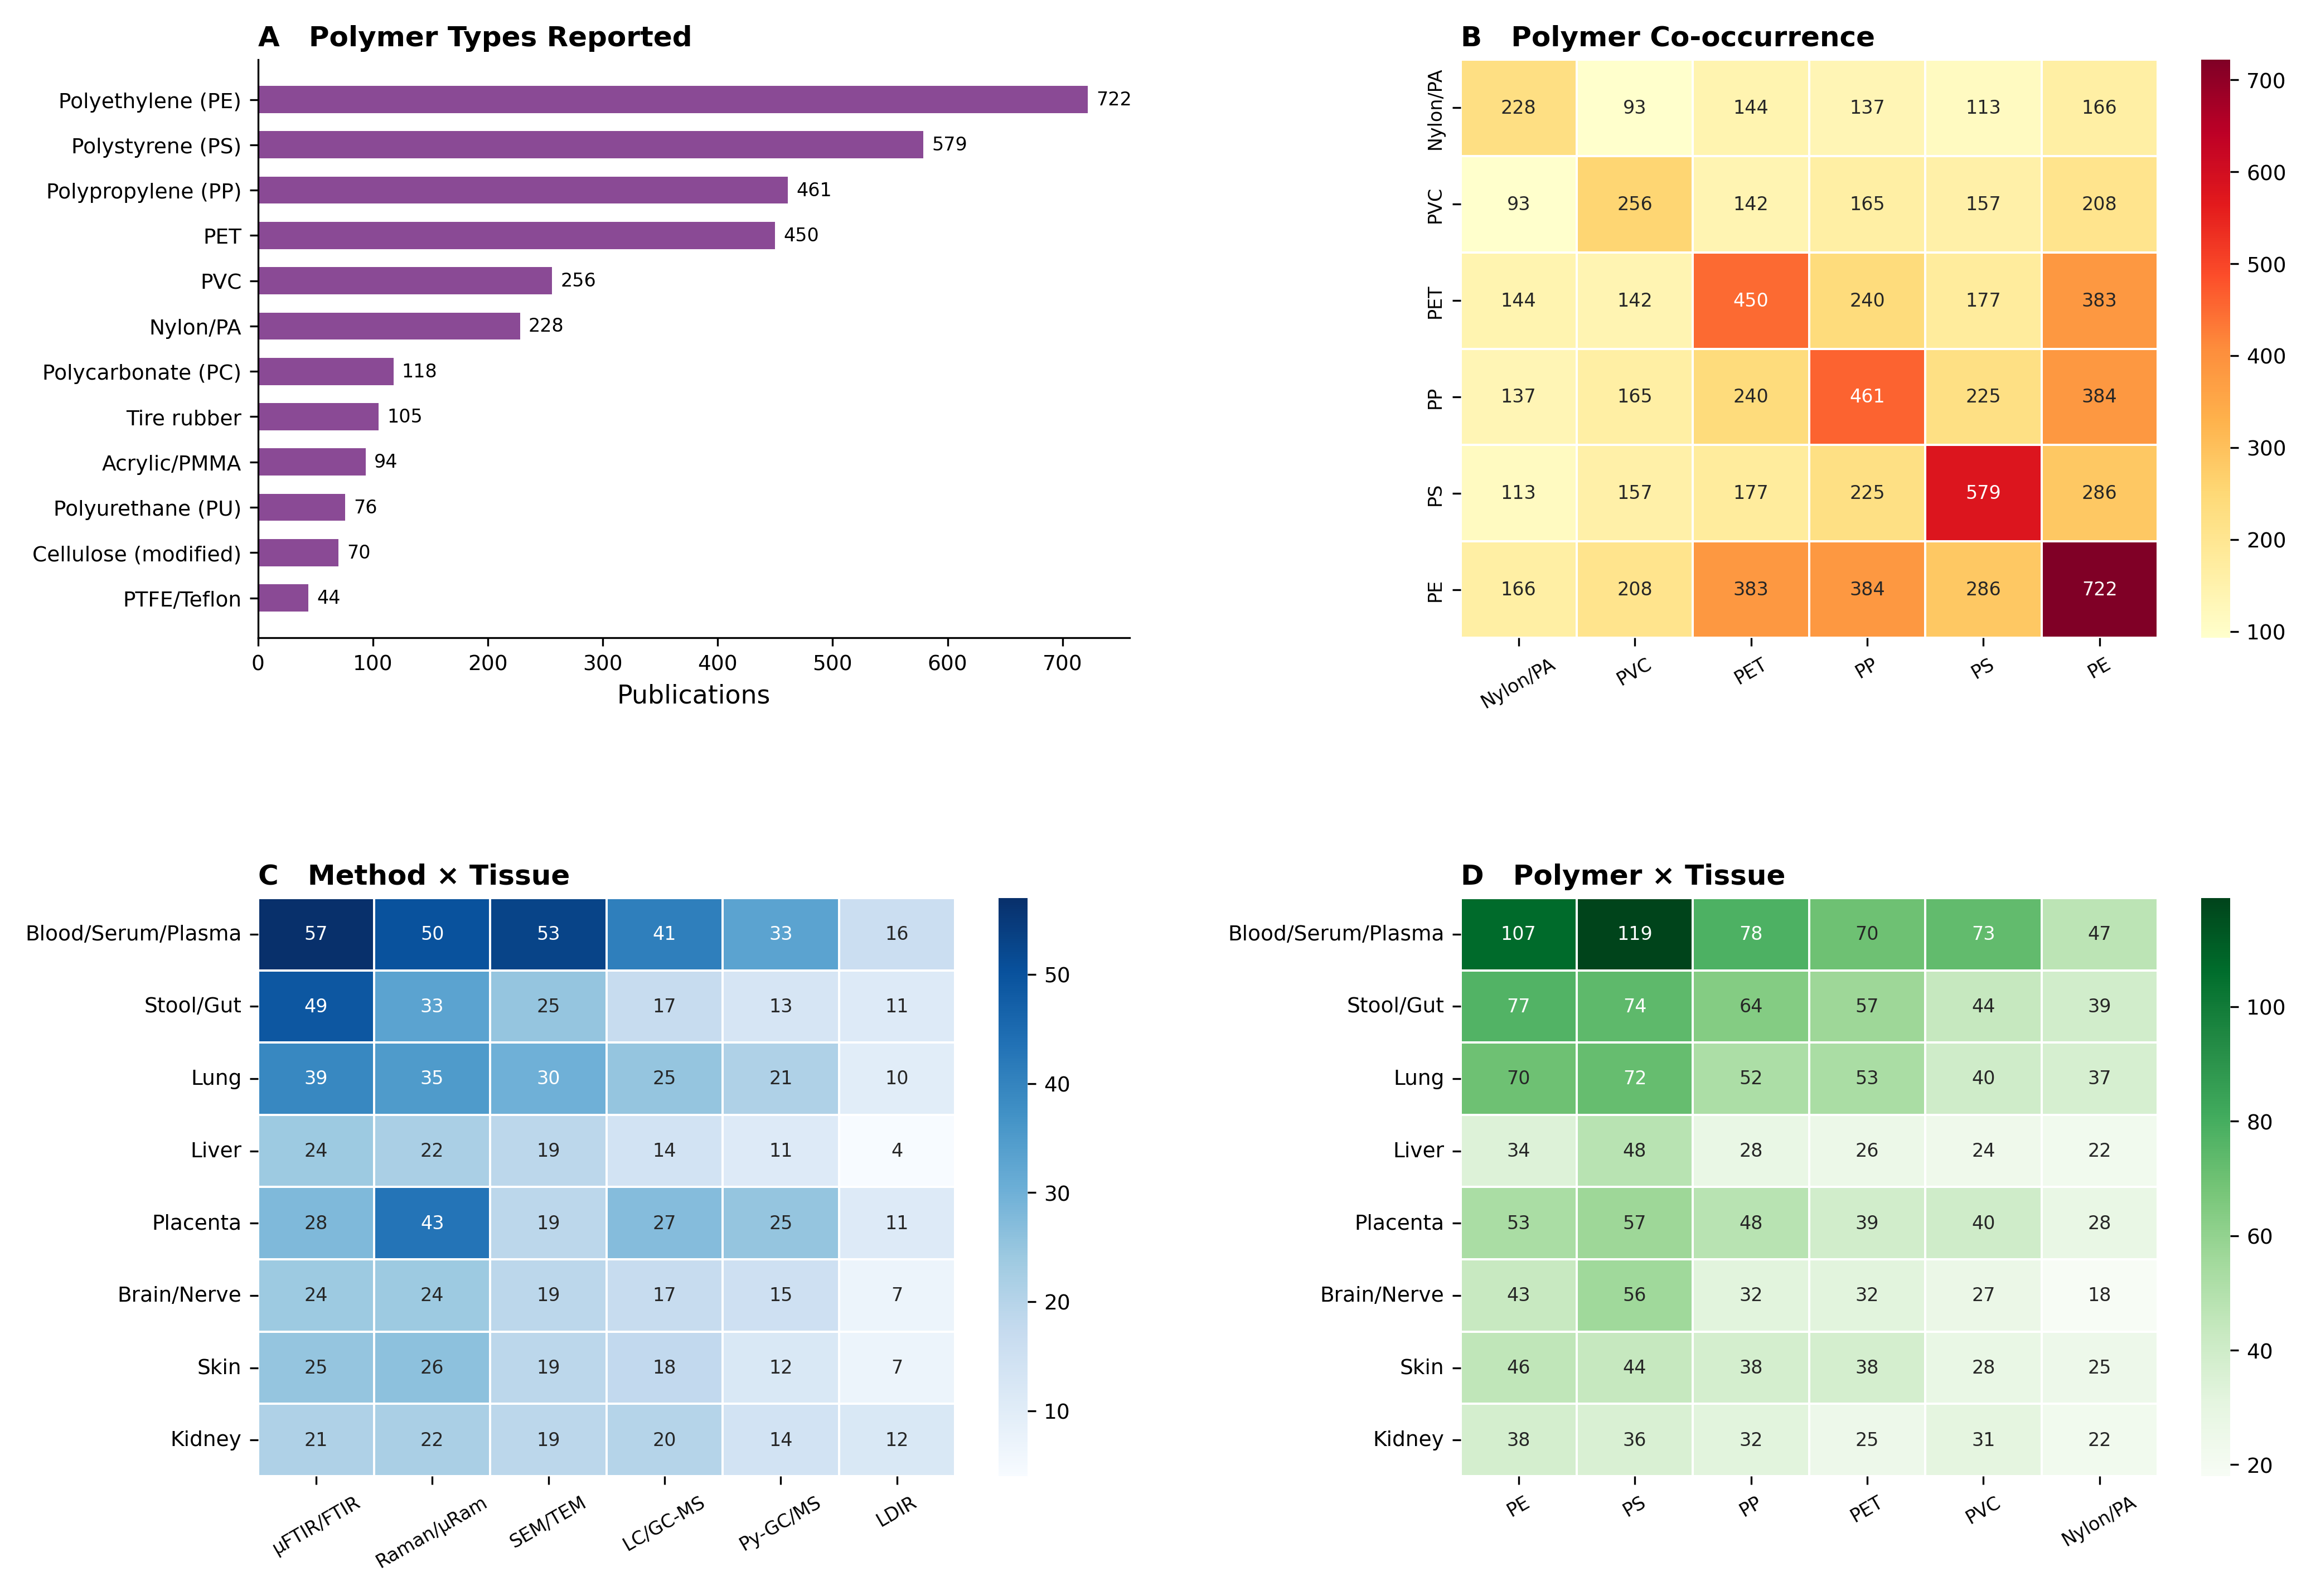 A Polymer Types Reported
Polyethylene (PE) 722
Polystyrene (PS) 579
Polypropylene (PP) 461
PET 450
PVC 256
Nylon/PA 228
Polycarbonate (PC) 118
Tire rubber 105
Acrylic/PMMA 94
Polyurethane (PU) 76
Cellulose (modified) 70
PTFE/Teflon 44
0 100 200 300 400 500 600 700
Publications
B Polymer Co-occurrence
Nylon/PA 228 93 144 137 113 166
PVC 93 256 142 165 157 208
PET 144 142 450 240 177 383
PP 137 165 240 461 225 384
PS 113 157 177 225 579 286
PE 166 208 383 384 286 722
Nylon/PA PVC PET PP PS PE
700
600
500
400
300
200
100
C Method × Tissue
Blood/Serum/Plasma 57 50 53 41 33 16
Stool/Gut 49 33 25 17 13 11
Lung 39 35 30 25 21 10
Liver 24 22 19 14 11 4
Placenta 28 43 19 27 25 11
Brain/Nerve 24 24 19 17 15 7
Skin 25 26 19 18 12 7
Kidney 21 22 19 20 14 12
μFTIR/FTIR Raman/μRam SEM/TEM LC/GC-MS Py-GC/MS LDIR
50
40
30
20
10
D Polymer × Tissue
Blood/Serum/Plasma 107 119 78 70 73 47
Stool/Gut 77 74 64 57 44 39
Lung 70 72 52 53 40 37
Liver 34 48 28 26 24 22
Placenta 53 57 48 39 40 28
Brain/Nerve 43 56 32 32 27 18
Skin 46 44 38 38 28 25
Kidney 38 36 32 25 31 22
PE PS PP PET PVC Nylon/PA
100
80
60
40
20